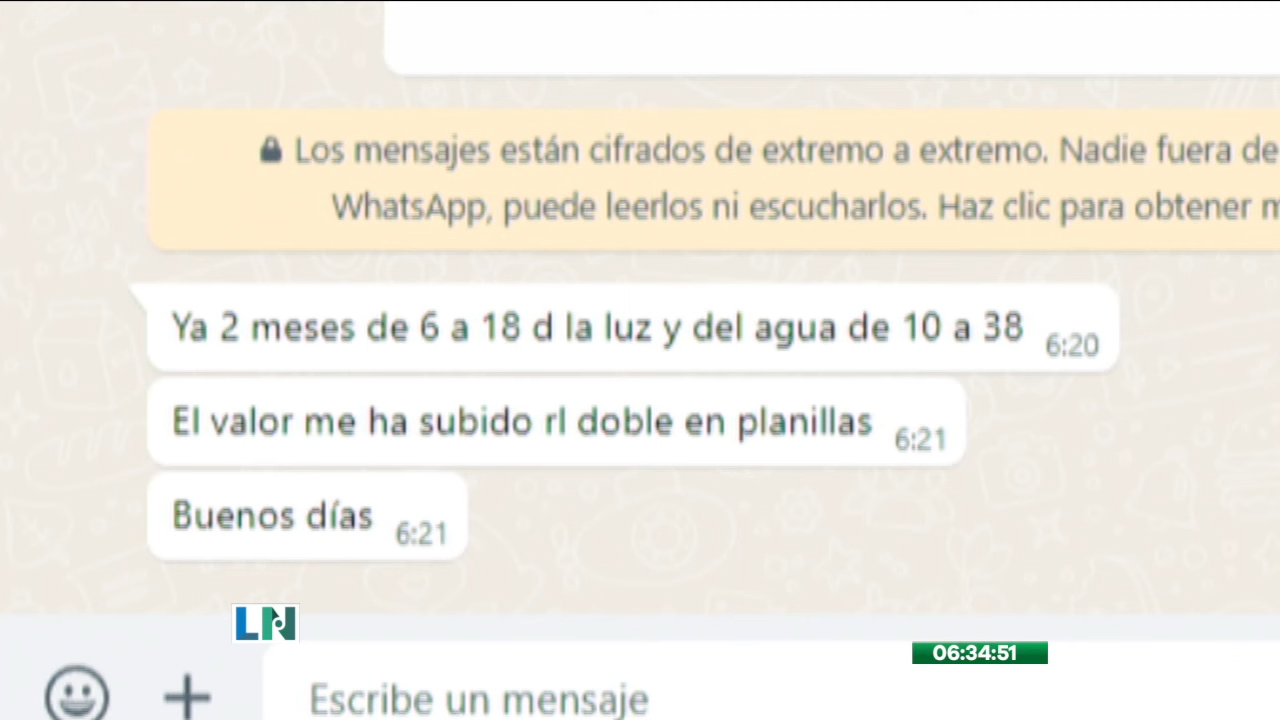 Los mensajes están cifrados de extremo a extremo. Nadie fuera de
WhatsApp, puede leerlos ni escucharlos. Haz clic para obtener m
Ya 2 meses de 6 a 18 d la luz y del agua de 10 a 38 6:20
El valor me ha subido rl doble en planillas 6:21
Buenos días 6:21
LN
06:34:51
Escribe un mensaje